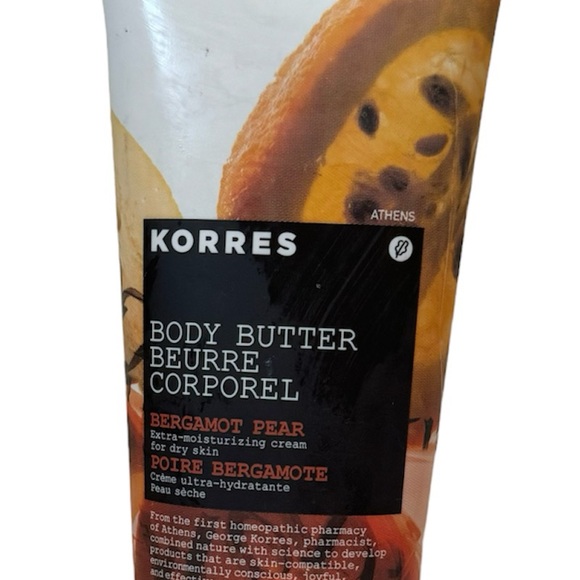 ATHENS
KORRES
BODY BUTTER
BEURRE
CORPOREL
BERGAMOT PEAR
Extra-moisturizing cream
for dry skin
POIRE BERGAMOTE
Crème ultra-hydratante
Peau sèche
From the first homeopathic pharmacy
of Athens, George Korres, pharmacist,
combined nature with science to develop
products that are skin-compatible,
environmentally conscious, joyful,
and